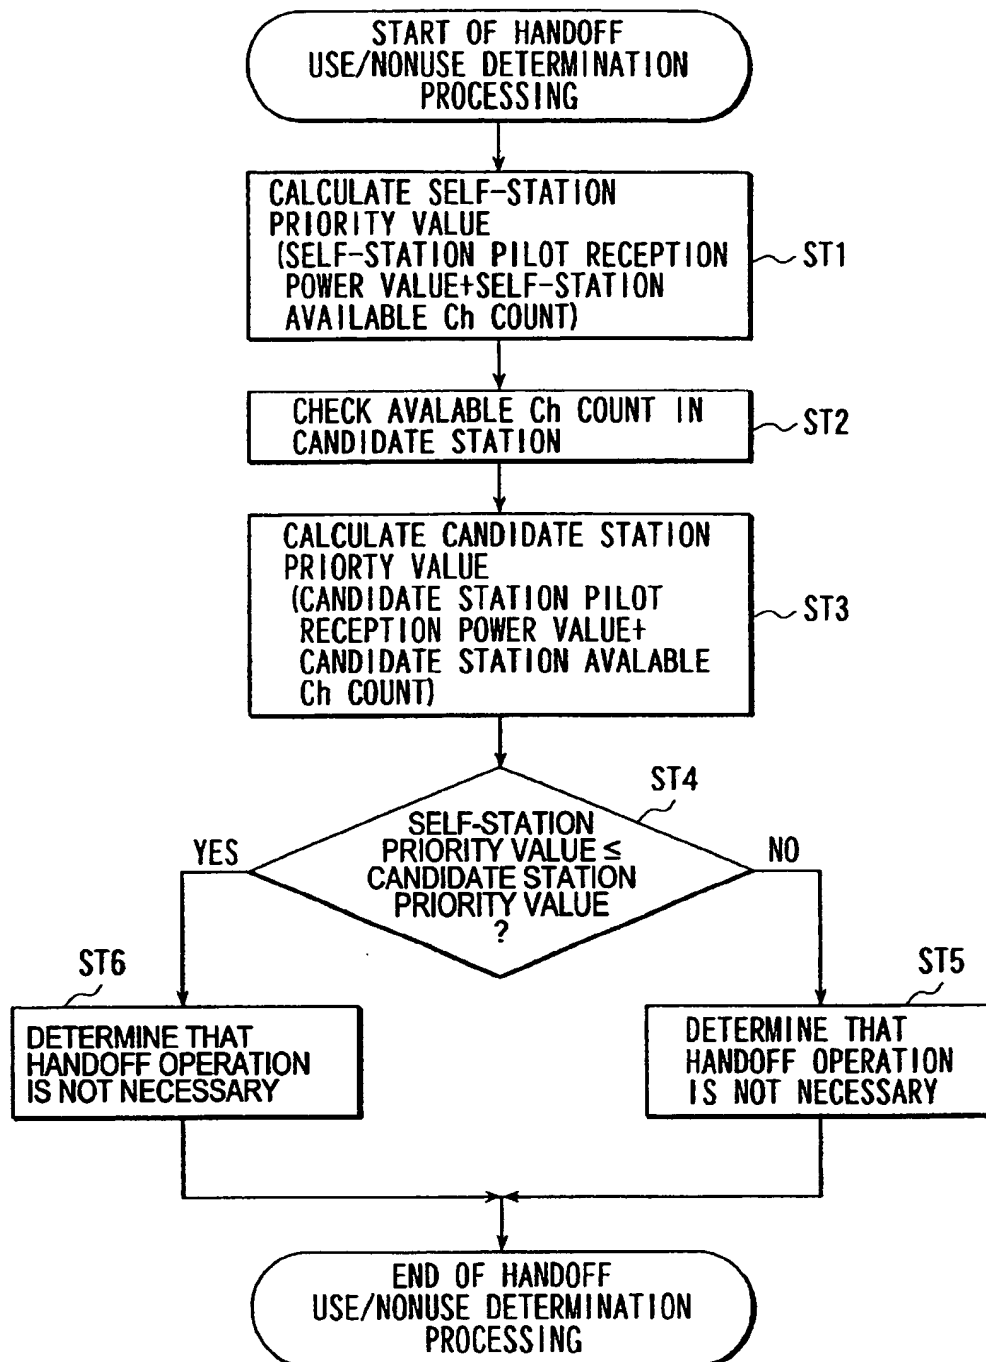 START OF HANDOFF
USE/NONUSE DETERMINATION
PROCESSING
CALCULATE SELF-STATION
PRIORITY VALUE
(SELF-STATION PILOT RECEPTION
POWER VALUE+SELF-STATION
AVAILABLE Ch COUNT)
ST1
CHECK AVALABLE Ch COUNT IN
CANDIDATE STATION
ST2
CALCULATE CANDIDATE STATION
PRIORTY VALUE
(CANDIDATE STATION PILOT
RECEPTION POWER VALUE+
CANDIDATE STATION AVALABLE
Ch COUNT)
ST3
ST4
SELF-STATION
PRIORITY VALUE ≤
CANDIDATE STATION
PRIORITY VALUE
?
YES
NO
ST6
DETERMINE THAT
HANDOFF OPERATION
IS NOT NECESSARY
ST5
DETERMINE THAT
HANDOFF OPERATION
IS NOT NECESSARY
END OF HANDOFF
USE/NONUSE DETERMINATION
PROCESSING